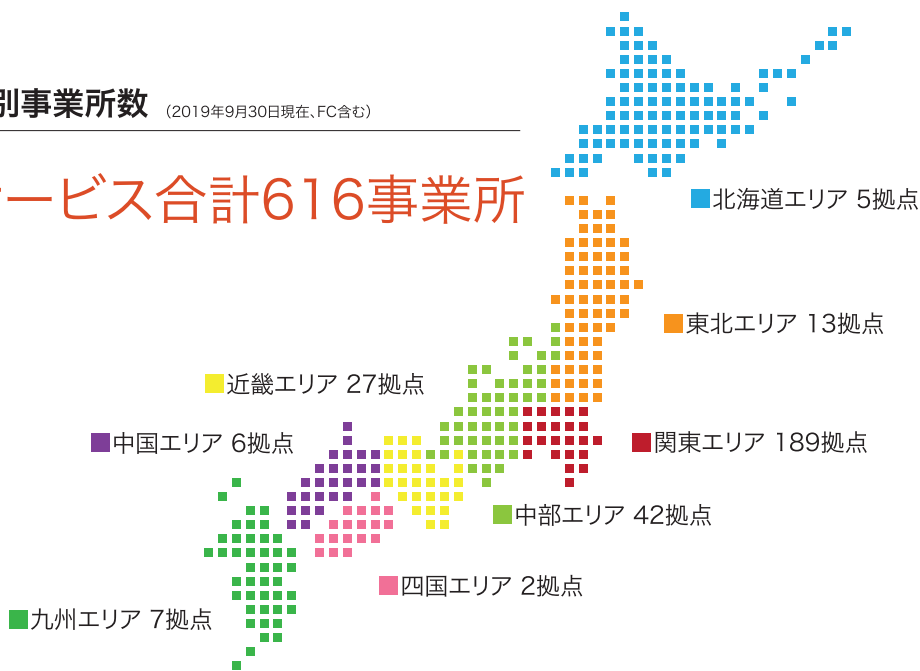 別事業所数 (2019年9月30日現在、FC含む)
ービス合計616事業所
北海道エリア 5拠点
東北エリア 13拠点
近畿エリア 27拠点
中国エリア 6拠点
関東エリア 189拠点
中部エリア 42拠点
四国エリア 2拠点
九州エリア 7拠点